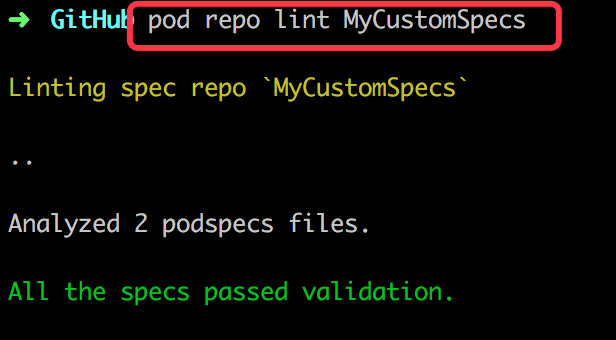 ➜ GitHub pod repo lint MyCustomSpecs
Linting spec repo `MyCustomSpecs`
..
Analyzed 2 podspecs files.
All the specs passed validation.